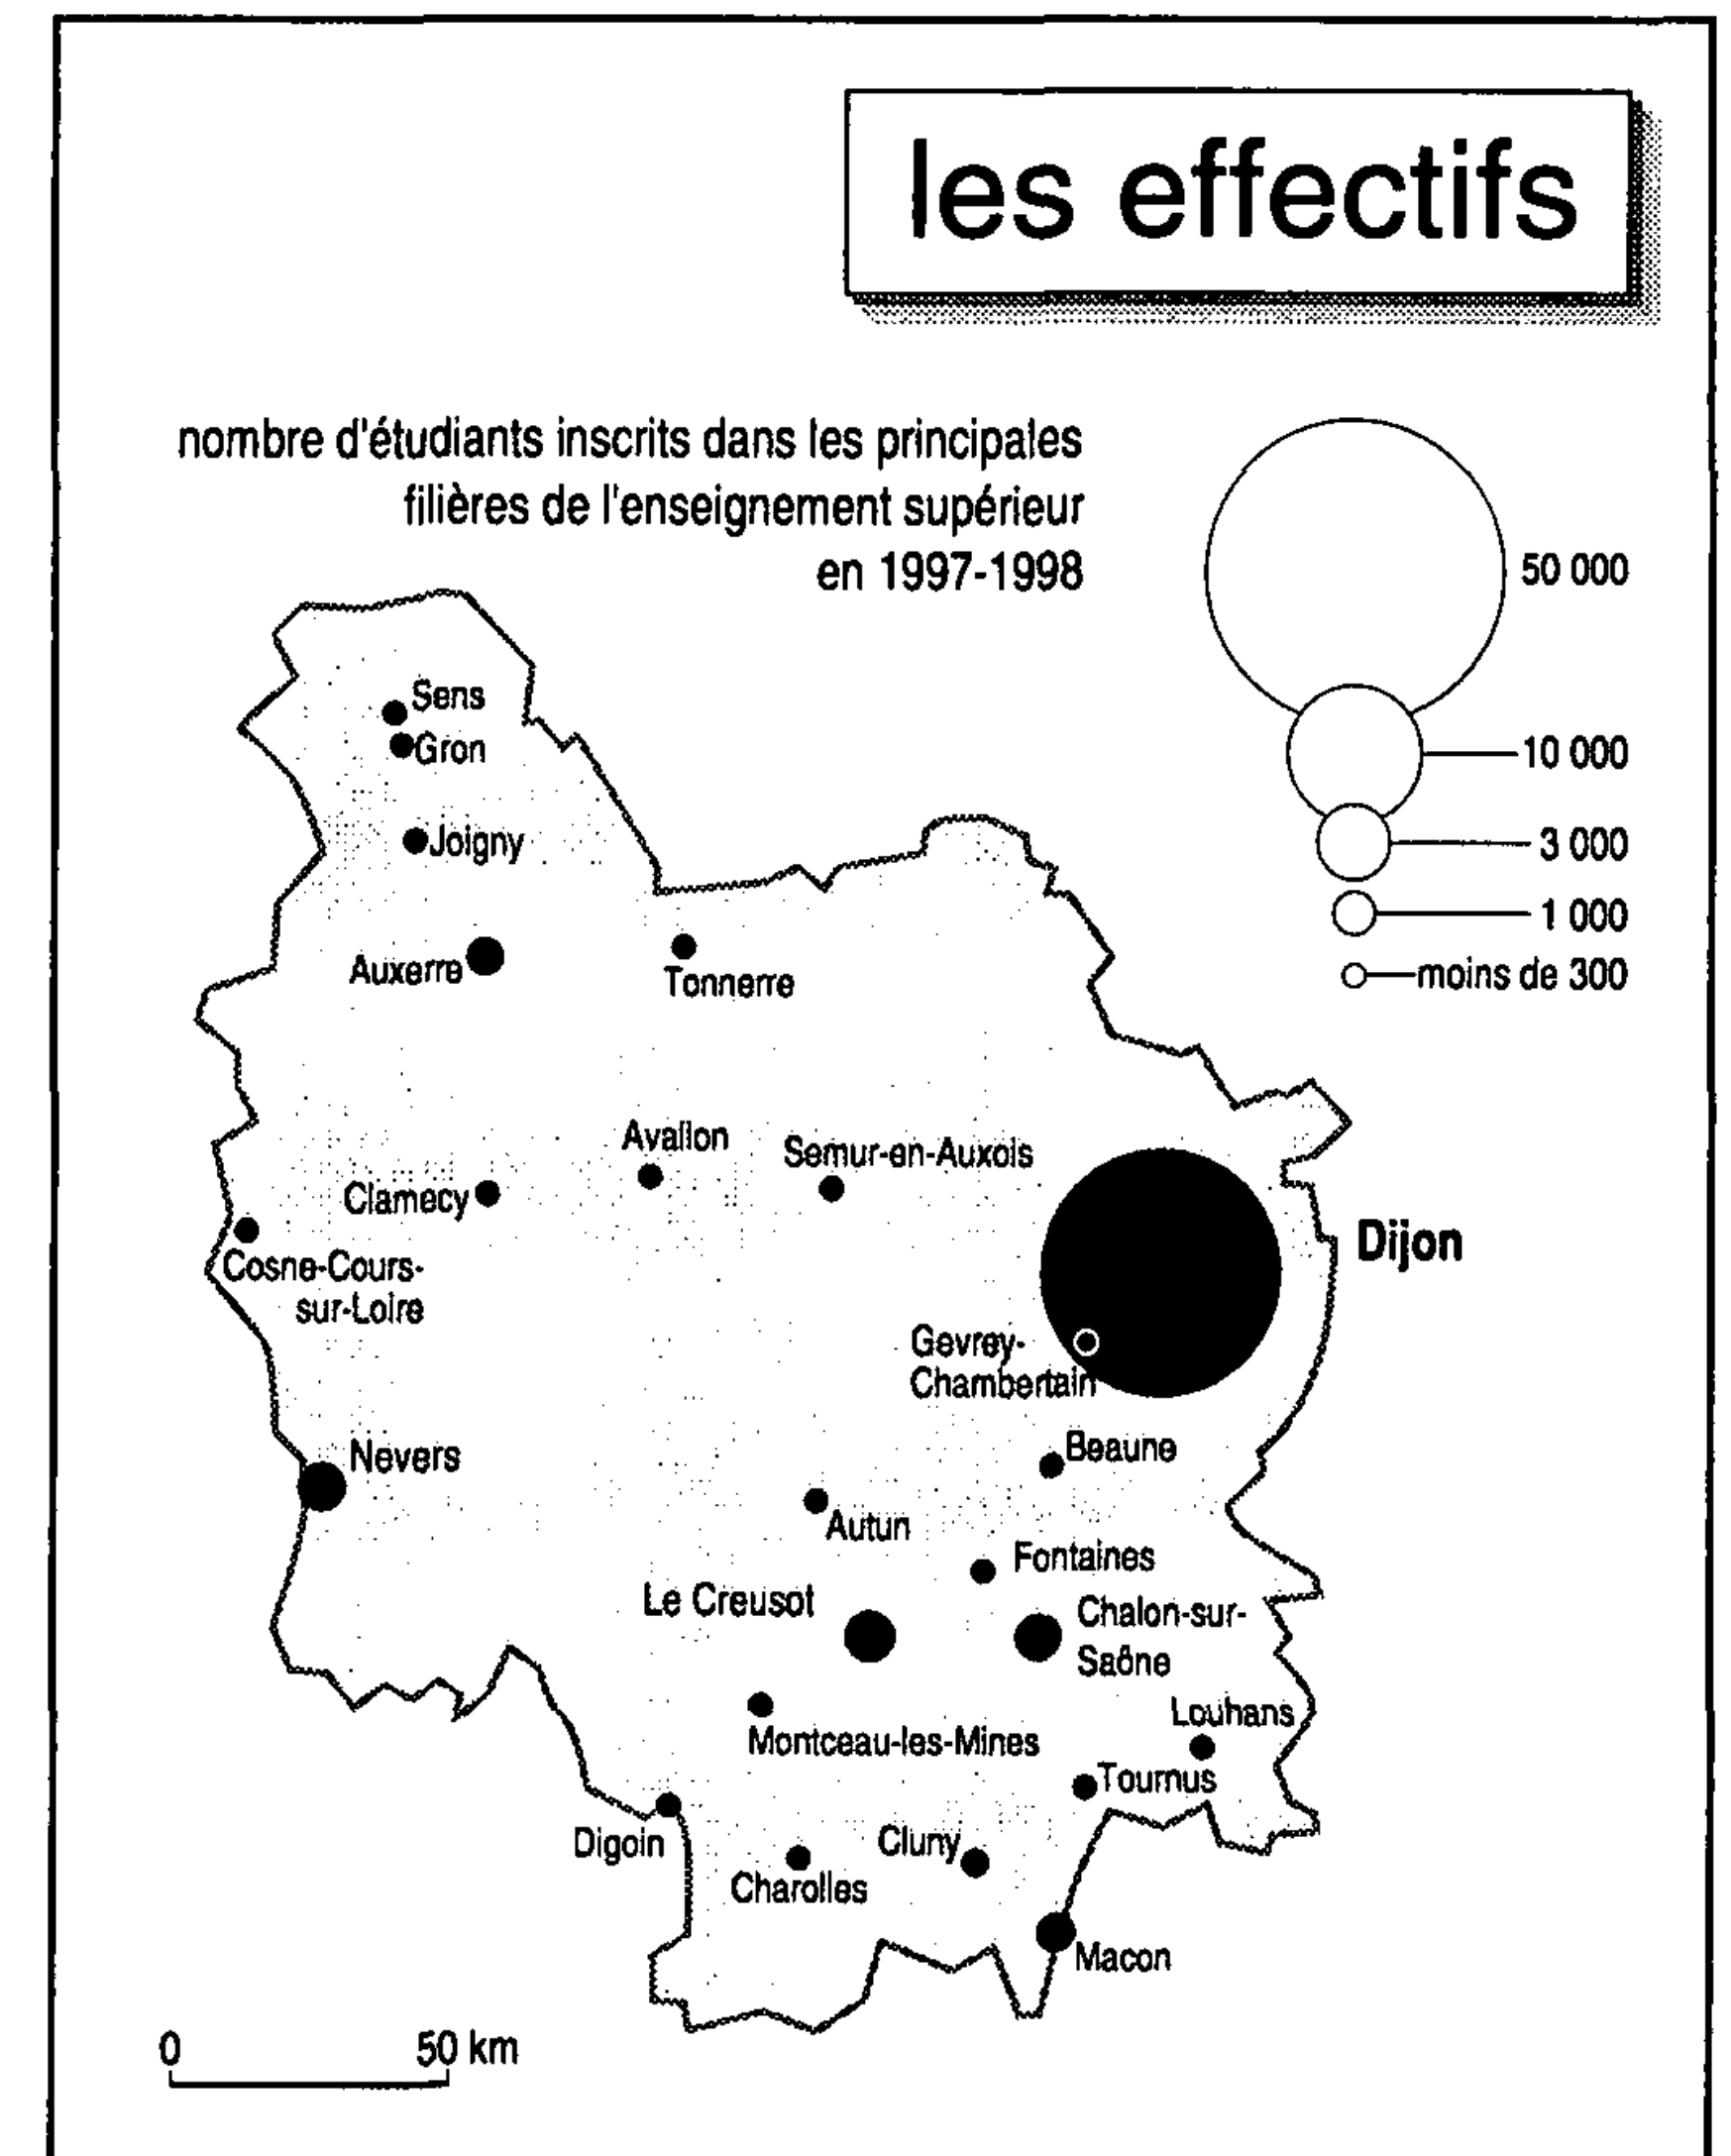 les effectifs
nombre d'étudiants inscrits dans les principales
filières de l'enseignement supérieur
en 1997-1998
50 000
10 000
3 000
1 000
moins de 300
Sens
Gron
Joigny
Auxerre
Tonnerre
Avallon
Semur-en-Auxois
Clamecy
Cosne-Cours-
sur-Loire
Dijon
Gevrey-
Chambertain
Beaune
Nevers
Autun
Fontaines
Le Creusot
Chalon-sur-
Saône
Montceau-les-Mines
Louhans
Tournus
Digoin
Charolles
Cluny
Macon
0 50 km